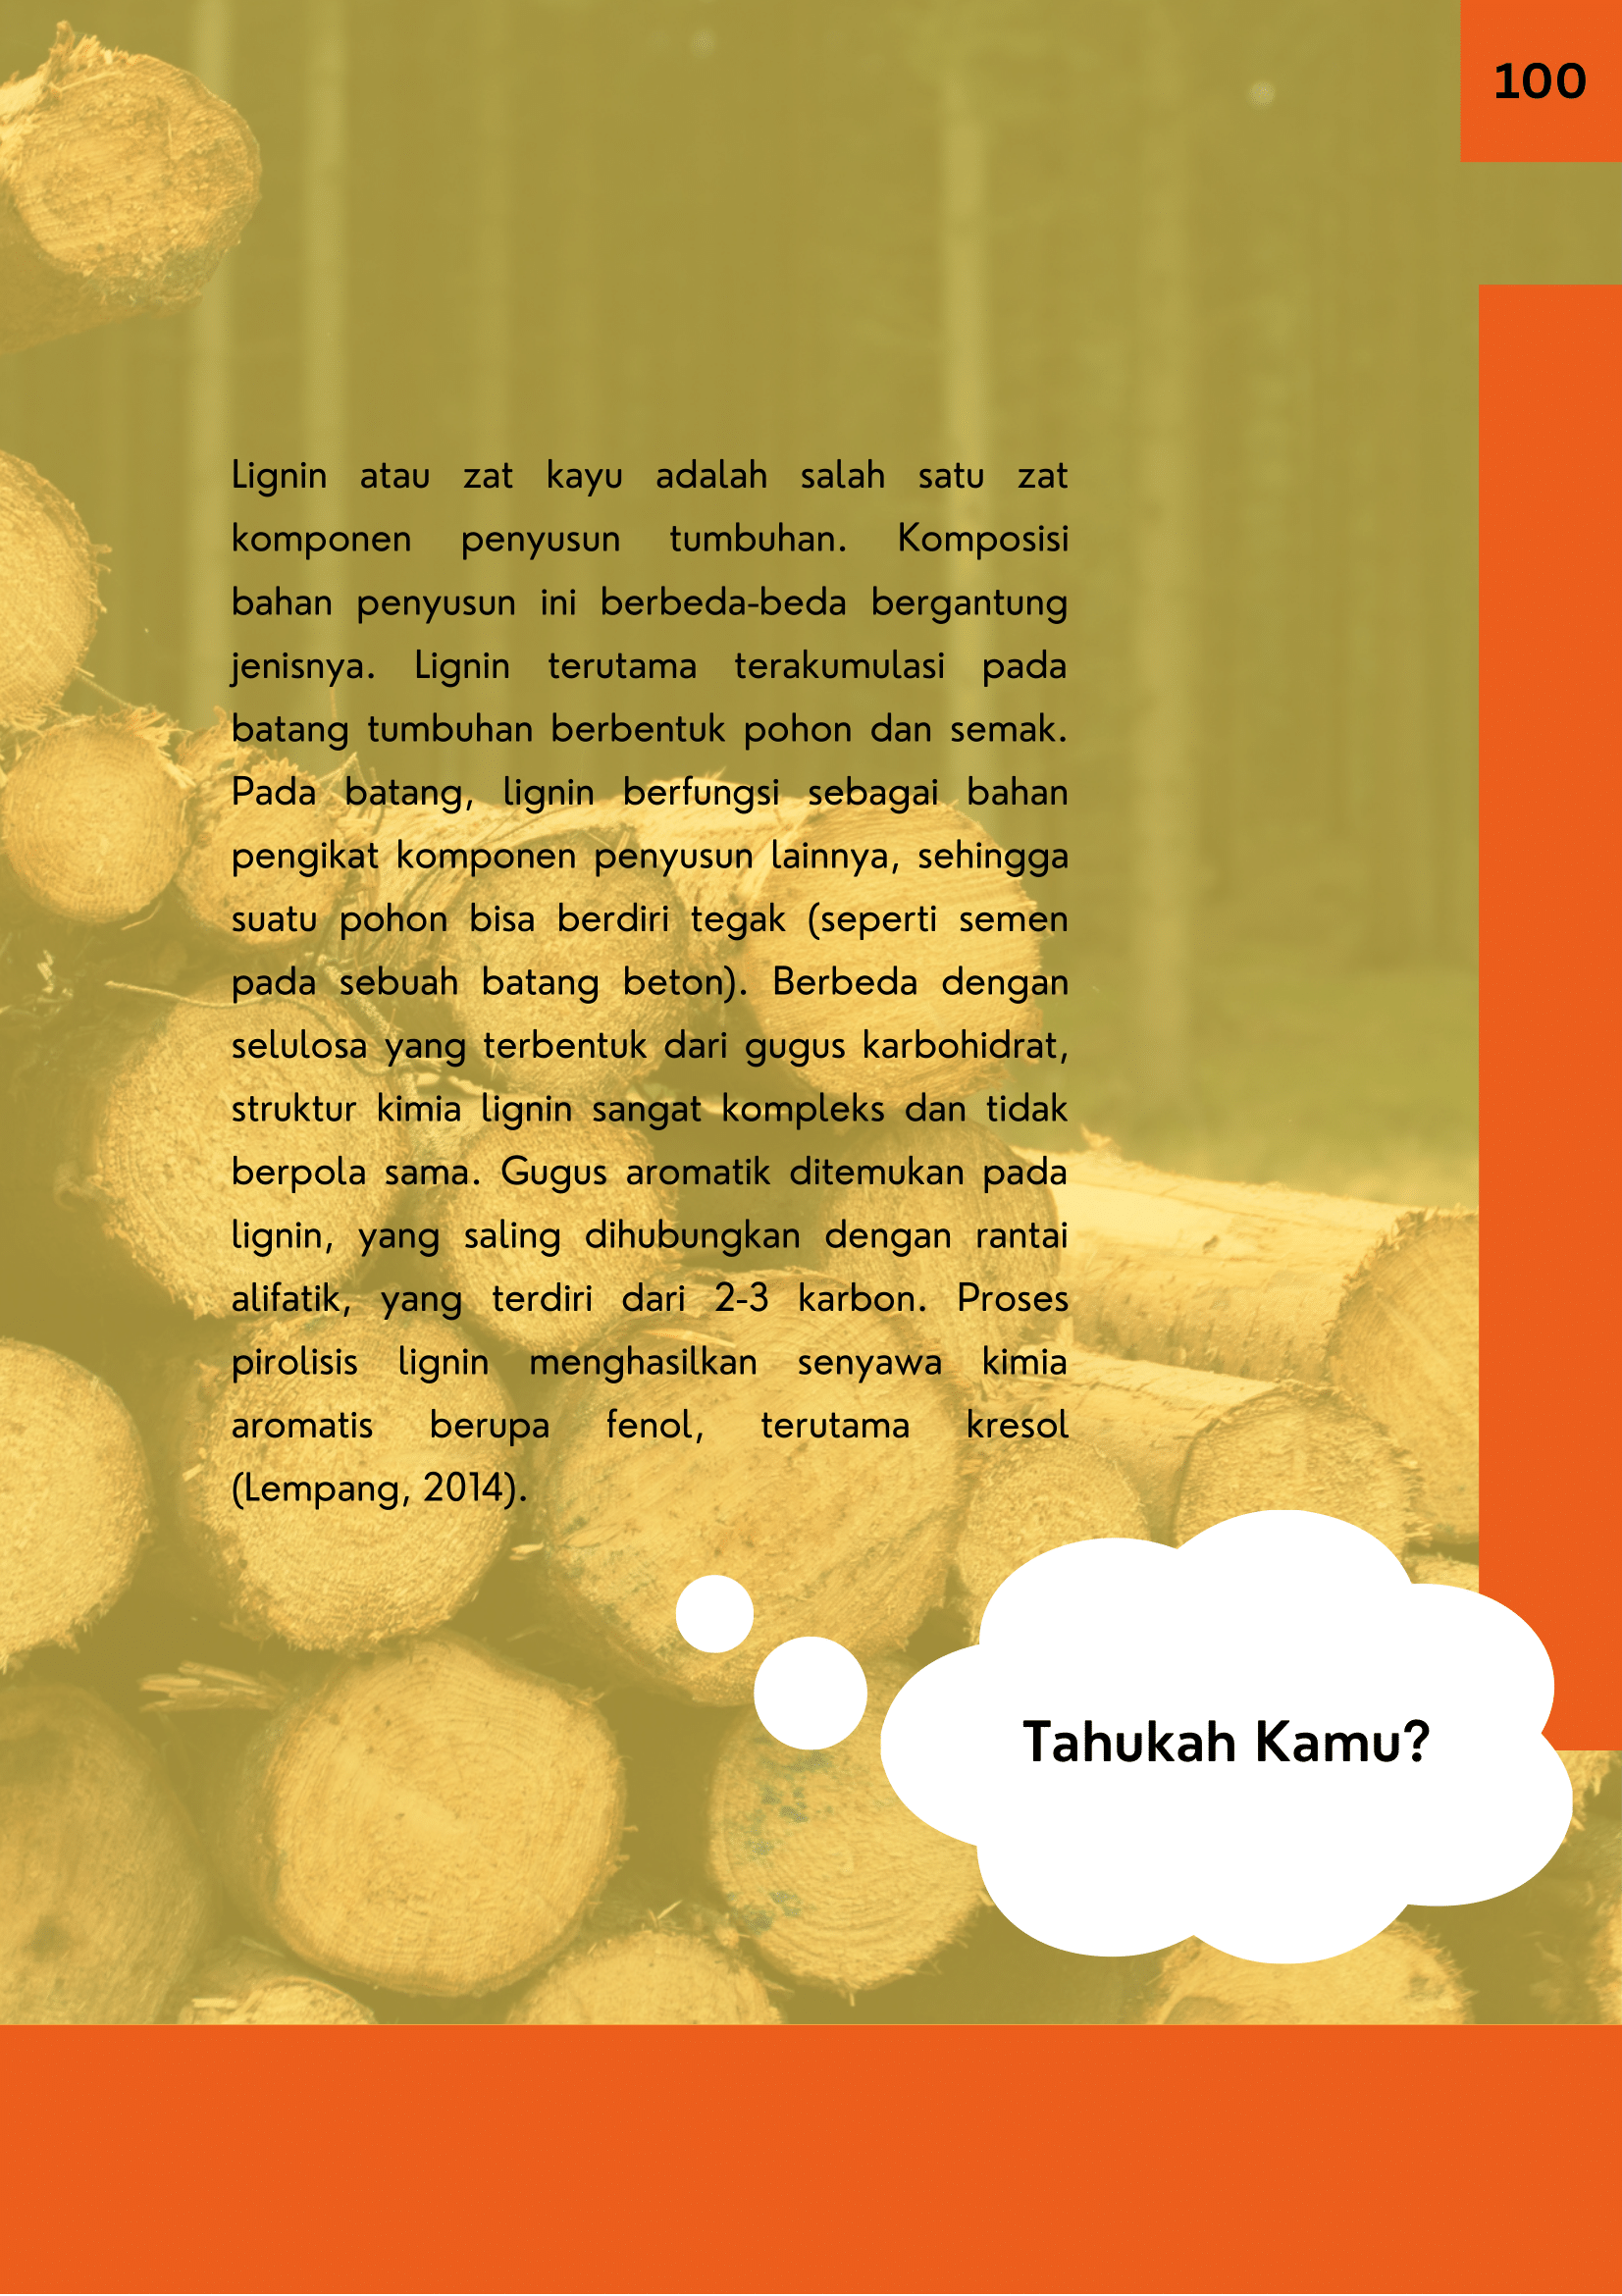 100
Lignin atau zat kayu adalah salah satu zat
komponen penyusun tumbuhan. Komposisi
bahan penyusun ini berbeda-beda bergantung
jenisnya. Lignin terutama terakumulasi pada
batang tumbuhan berbentuk pohon dan semak.
Pada batang, lignin berfungsi sebagai bahan
pengikat komponen penyusun lainnya, sehingga
suatu pohon bisa berdiri tegak (seperti semen
pada sebuah batang beton). Berbeda dengan
selulosa yang terbentuk dari gugus karbohidrat,
struktur kimia lignin sangat kompleks dan tidak
berpola sama. Gugus aromatik ditemukan pada
lignin, yang saling dihubungkan dengan rantai
alifatik, yang terdiri dari 2-3 karbon. Proses
pirolisis lignin menghasilkan senyawa kimia
aromatis berupa fenol, terutama kresol
(Lempang, 2014).
Tahukah Kamu?